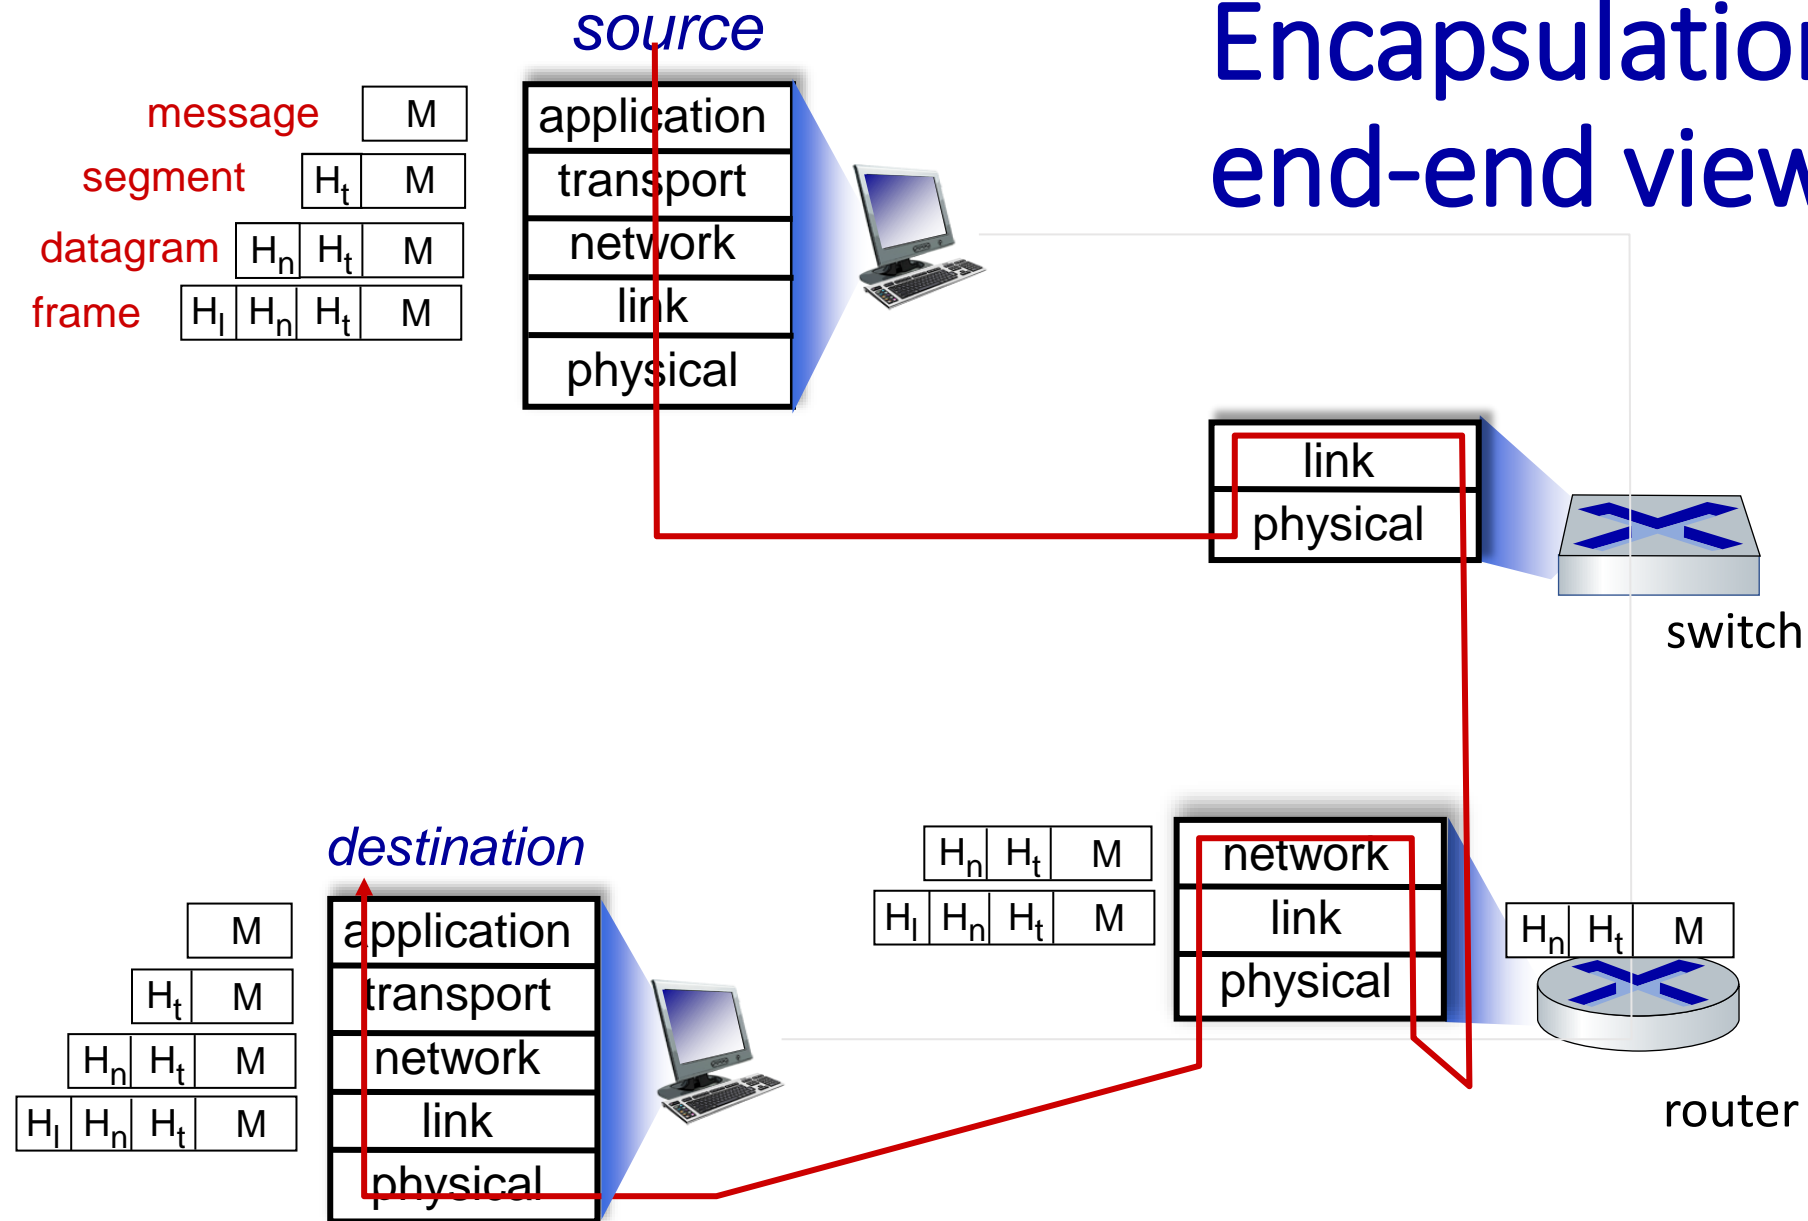 source
Encapsulation
end-end view
message M
segment Hₜ M
datagram Hₙ Hₜ M
frame Hₗ Hₙ Hₜ M
application
transport
network
link
physical
link
physical
switch
destination
M
Hₜ M
Hₙ Hₜ M
Hₗ Hₙ Hₜ M
application
transport
network
link
physical
Hₙ Hₜ M
Hₗ Hₙ Hₜ M
network
link
physical
Hₙ Hₜ M
router